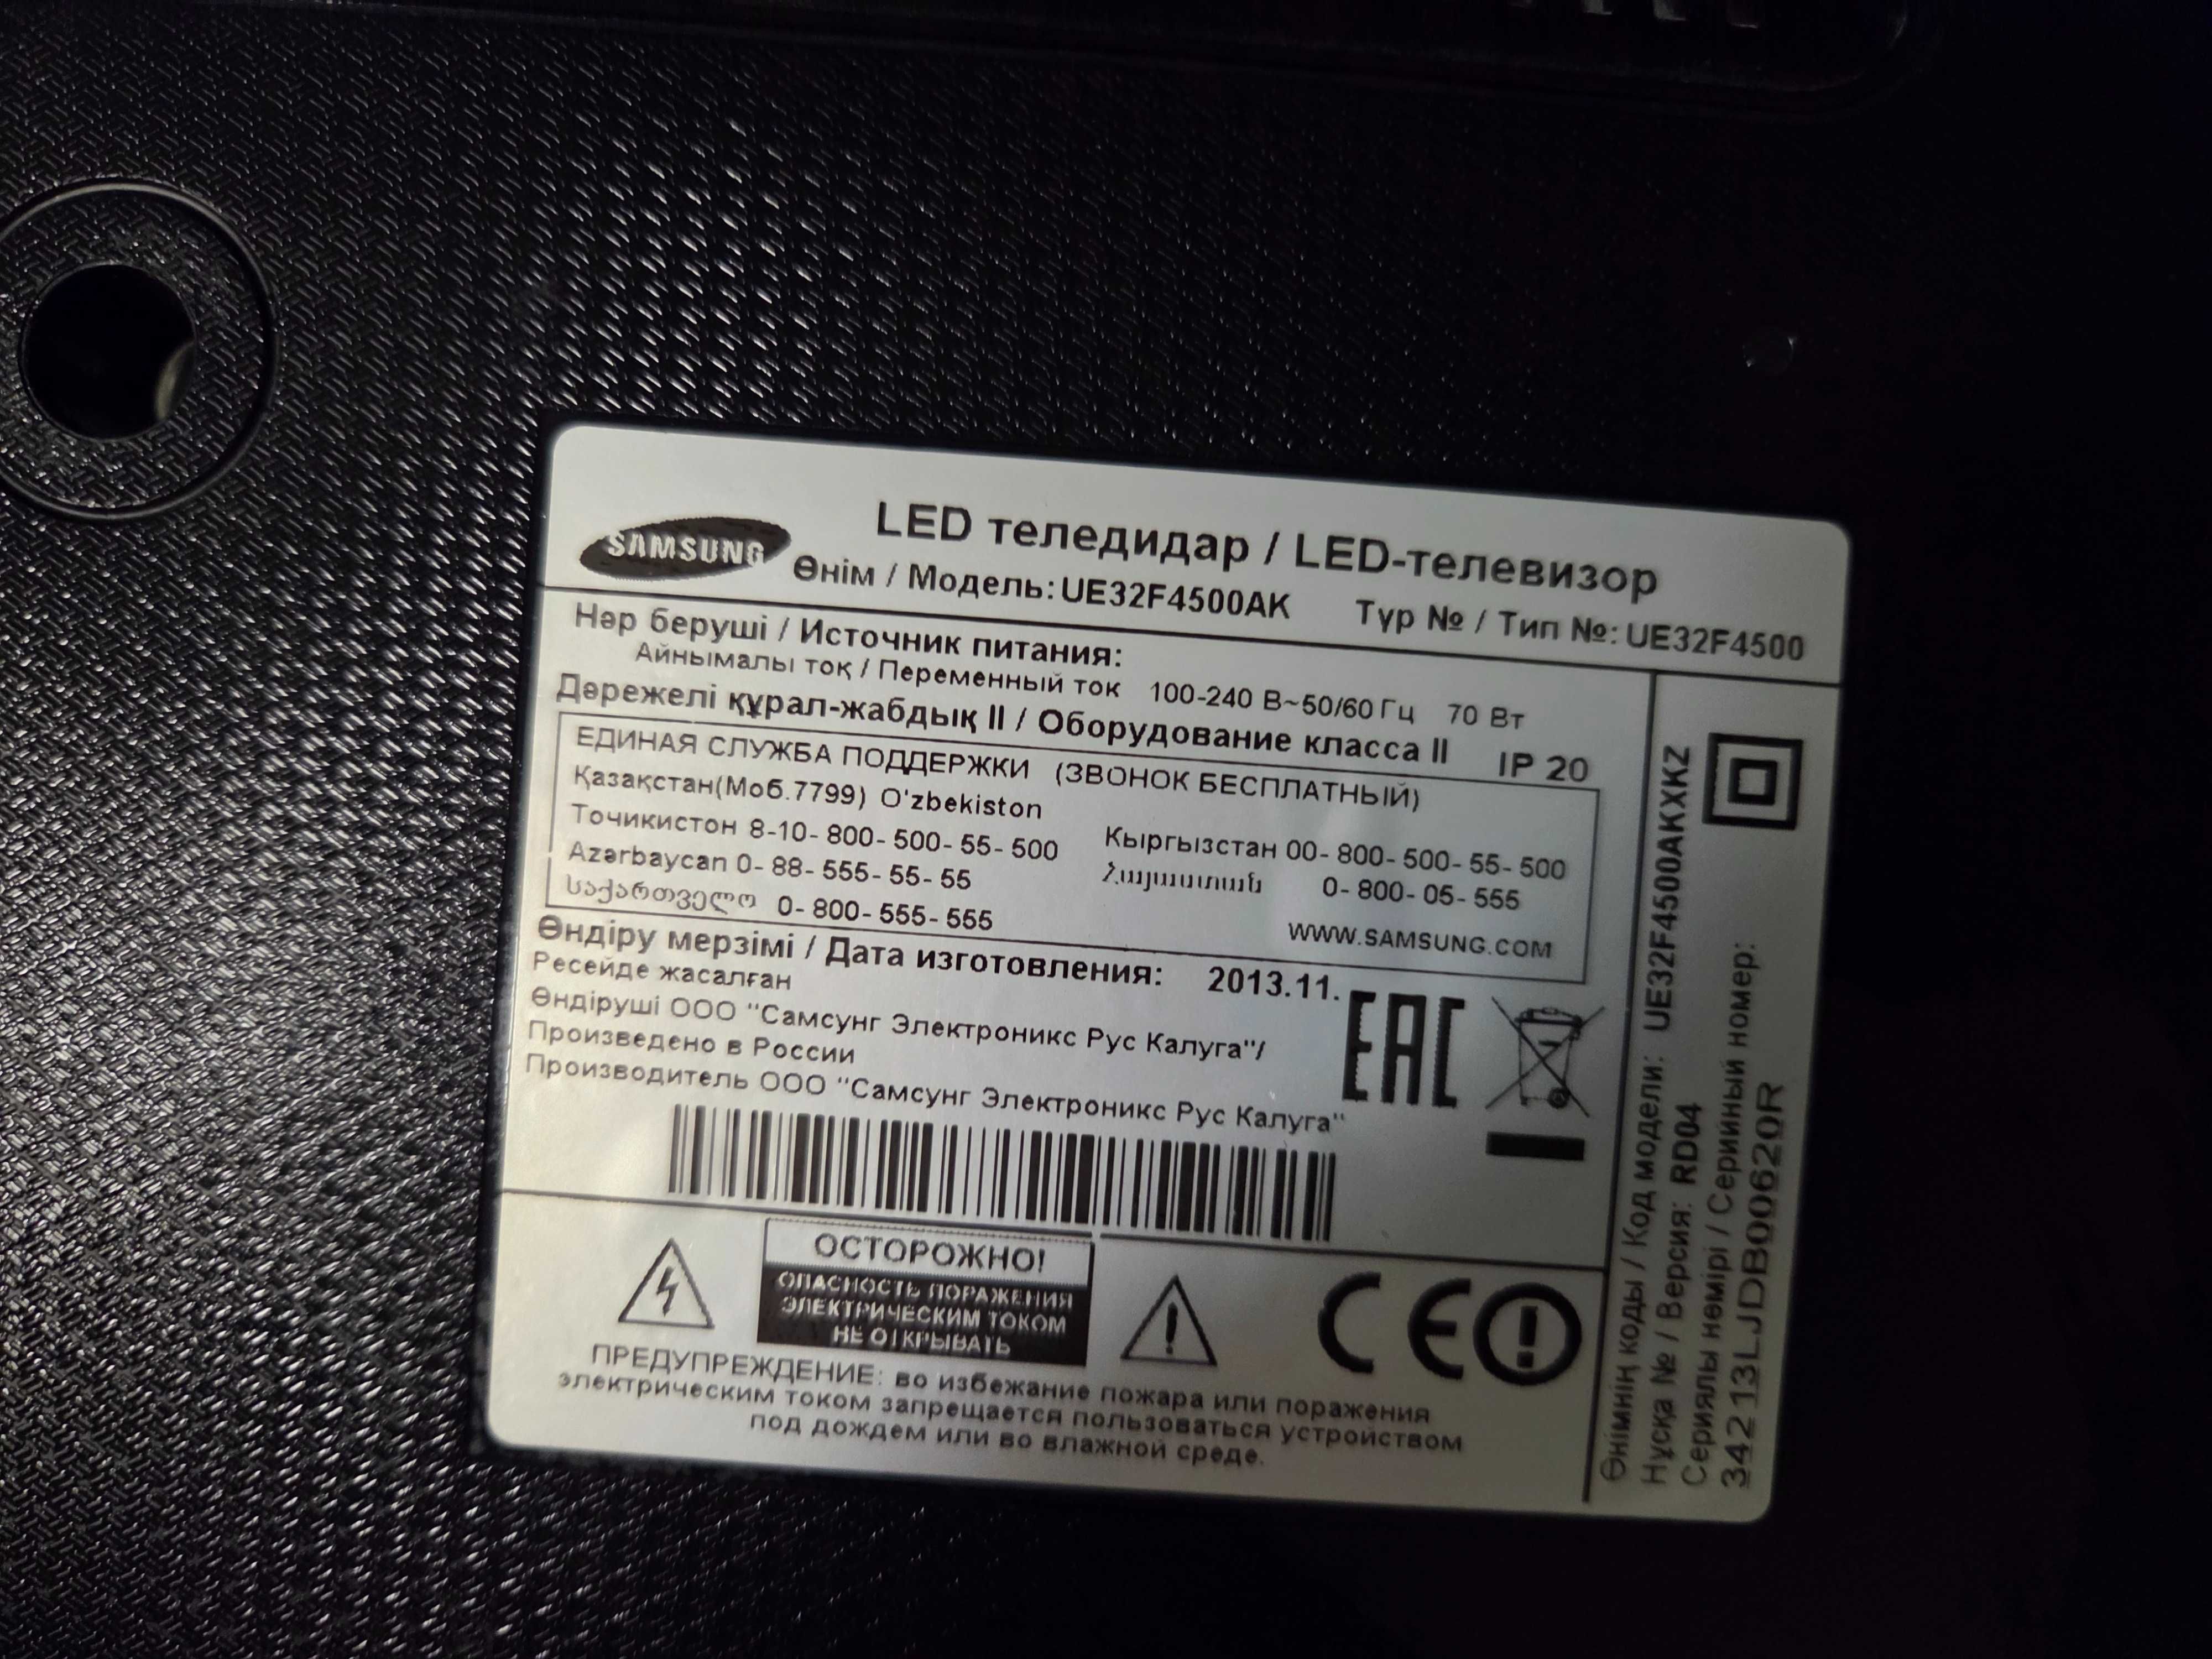 SAMSUNG
LED теледидар / LED-телевизор
Өнім / Модель: UE32F4500AK Түр № / Тип №: UE32F4500
Нәр беруші / Источник питания:
Айнымалы ток / Переменный ток 100-240 В~50/60 Гц 70 Вт
Дәрежелі құрал-жабдық II / Оборудование класса II IP 20
ЕДИНАЯ СЛУЖБА ПОДДЕРЖКИ (ЗВОНОК БЕСПЛАТНЫЙ)
Қазақстан(Моб.7799) O'zbekiston
Точикистон 8-10- 800- 500- 55- 500 Кыргызстан 00- 800- 500- 55- 500
Azərbaycan 0- 88- 555- 55- 55 Հայաստան 0- 800- 05- 555
საქართველო 0- 800- 555- 555 WWW.SAMSUNG.COM
Өндіру мерзімі / Дата изготовления: 2013.11.
Ресейде жасалған
Өндіруші ООО "Самсунг Электроникс Рус Калуга"/
Произведено в России
Производитель ООО "Самсунг Электроникс Рус Калуга"
EAC
ОСТОРОЖНО!
ОПАСНОСТЬ ПОРАЖЕНИЯ
ЭЛЕКТРИЧЕСКИМ ТОКОМ
НЕ ОТКРЫВАТЬ
CE
ПРЕДУПРЕЖДЕНИЕ: во избежание пожара или поражения
электрическим током запрещается пользоваться устройством
под дождем или во влажной среде.
Өнімнің коды / Код модели: UE32F4500AKXKZ
Нұсқа № / Версия: RD04
Сериялы нөмірі / Серийный номер:
34213LJDB00620R